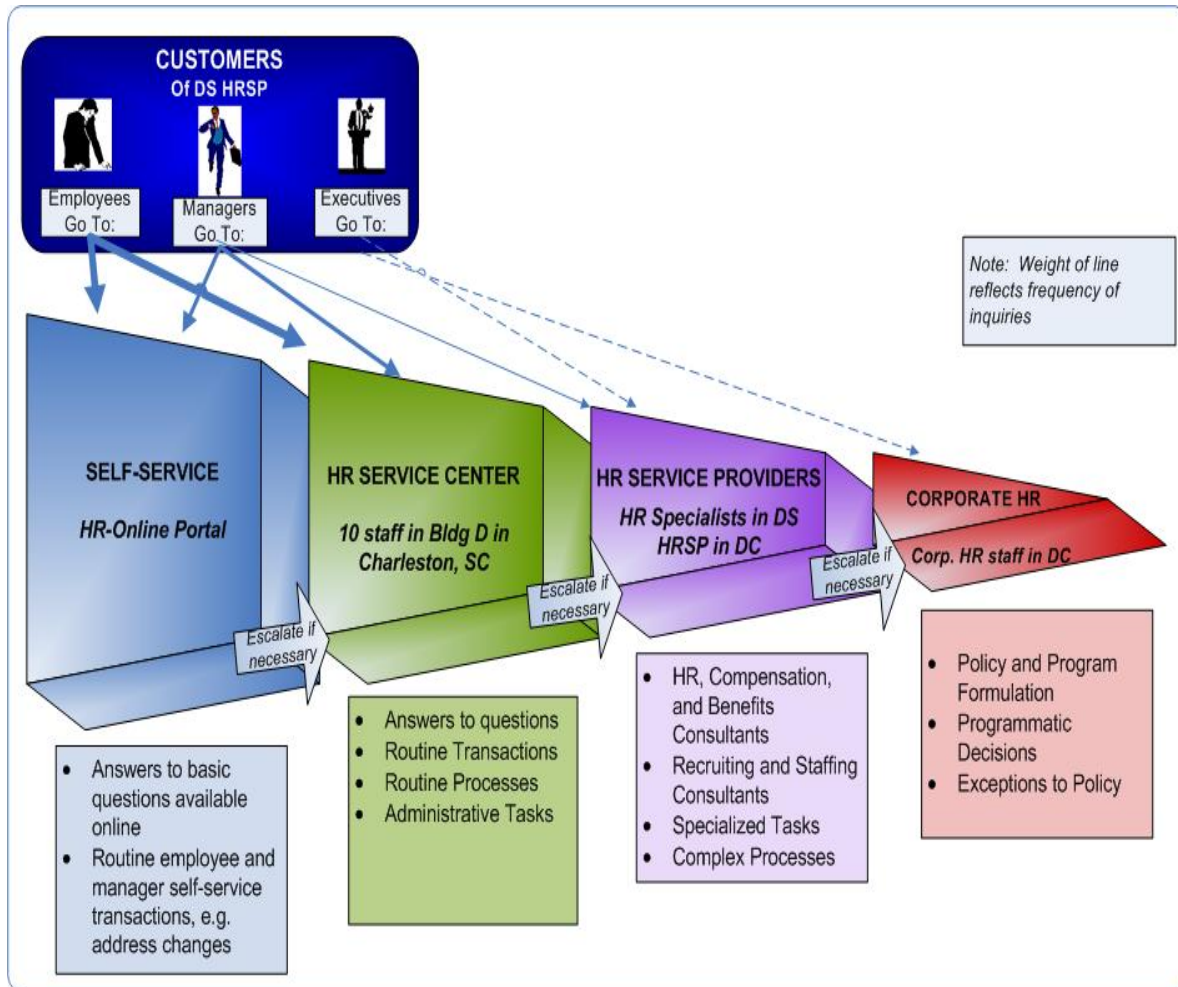 CUSTOMERS
Of DS HRSP
Employees
Go To:
Managers
Go To:
Executives
Go To:
Note: Weight of line
reflects frequency of
inquiries
SELF-SERVICE
HR-Online Portal
Escalate if
necessary
HR SERVICE CENTER
10 staff in Bldg D in
Charleston, SC
Escalate if
necessary
HR SERVICE PROVIDERS
HR Specialists in DS
HRSP in DC
Escalate if
necessary
CORPORATE HR
Corp. HR staff in DC
• Answers to basic
questions available
online
• Routine employee and
manager self-service
transactions, e.g.
address changes
• Answers to questions
• Routine Transactions
• Routine Processes
• Administrative Tasks
• HR, Compensation,
and Benefits
Consultants
• Recruiting and Staffing
Consultants
• Specialized Tasks
• Complex Processes
• Policy and Program
Formulation
• Programmatic
Decisions
• Exceptions to Policy